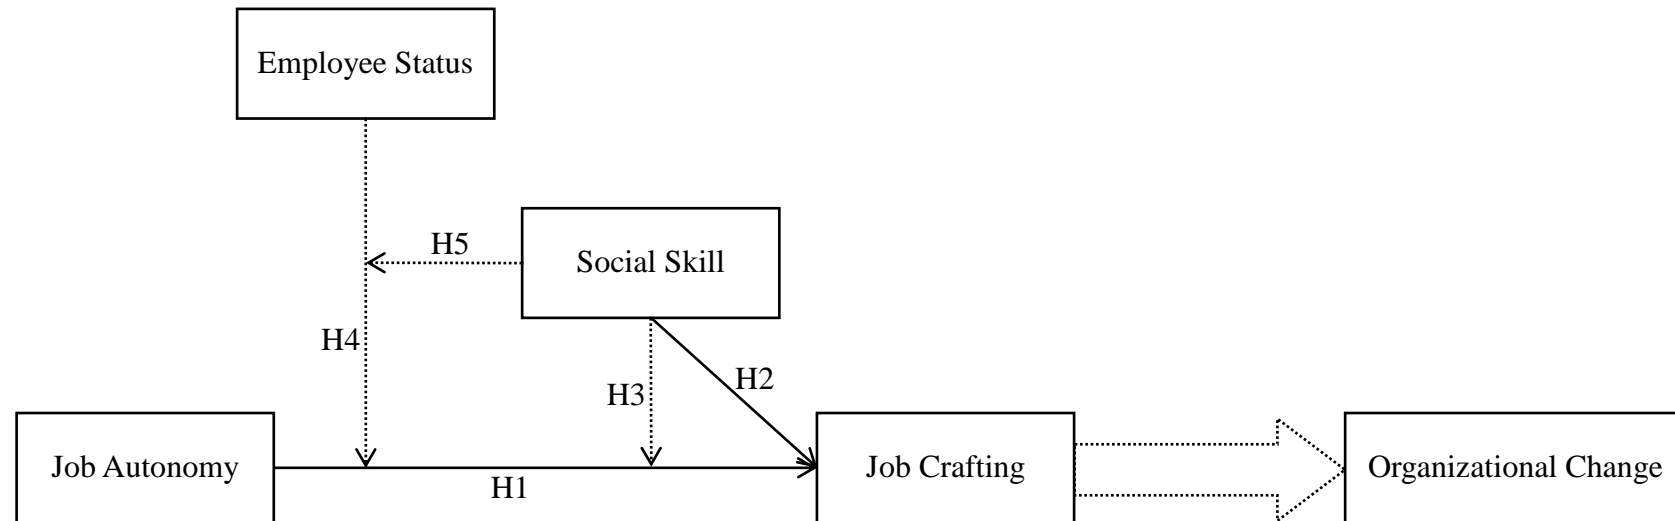 Employee Status
H5
Social Skill
H4
H3
H2
Job Autonomy
H1
Job Crafting
Organizational Change